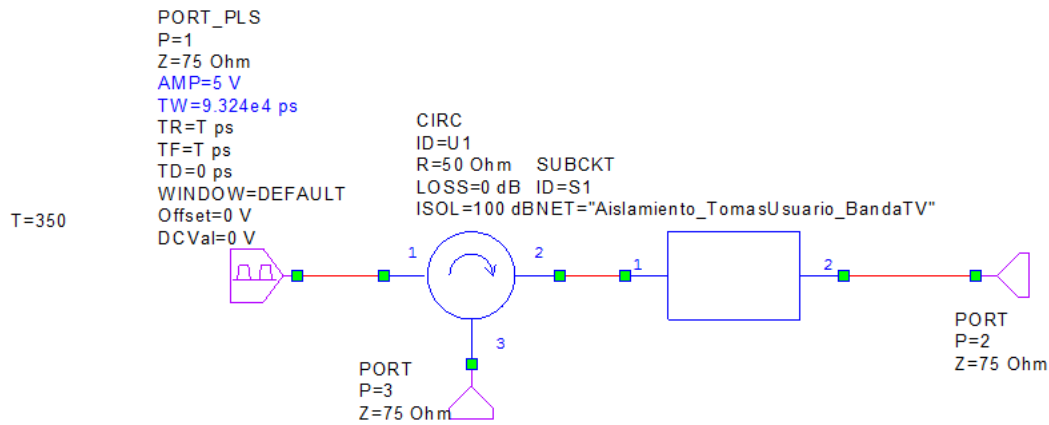 PORT_PLS
P=1
Z=75 Ohm
AMP=5 V
TW=9.324e4 ps
TR=T ps
TF=T ps
TD=0 ps
WINDOW=DEFAULT
Offset=0 V
DCVal=0 V
T=350
CIRC
ID=U1
R=50 Ohm
LOSS=0 dB
ISOL=100 dB
SUBCKT
ID=S1
NET="Aislamiento_TomasUsuario_BandaTV"
1
2
3
1
2
PORT
P=3
Z=75 Ohm
PORT
P=2
Z=75 Ohm